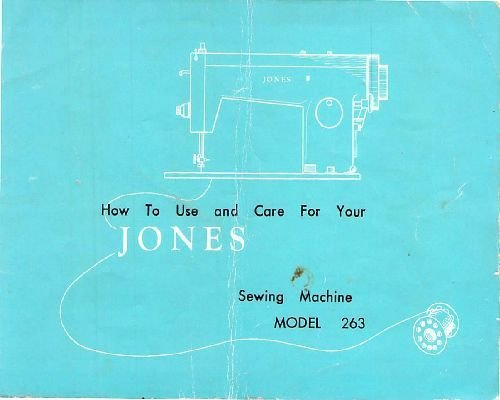 JONES
How To Use and Care For Your
JONES
Sewing Machine
MODEL 263